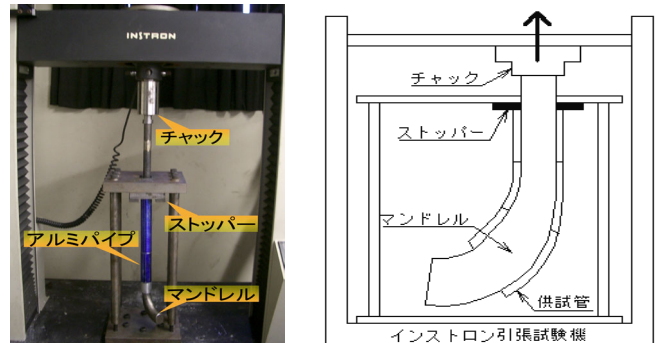 INSTRON
チャック
ストッパー
アルミパイプ
マンドレル
チャック
ストッパー
マンドレル
供試管
インストロン引張試験機